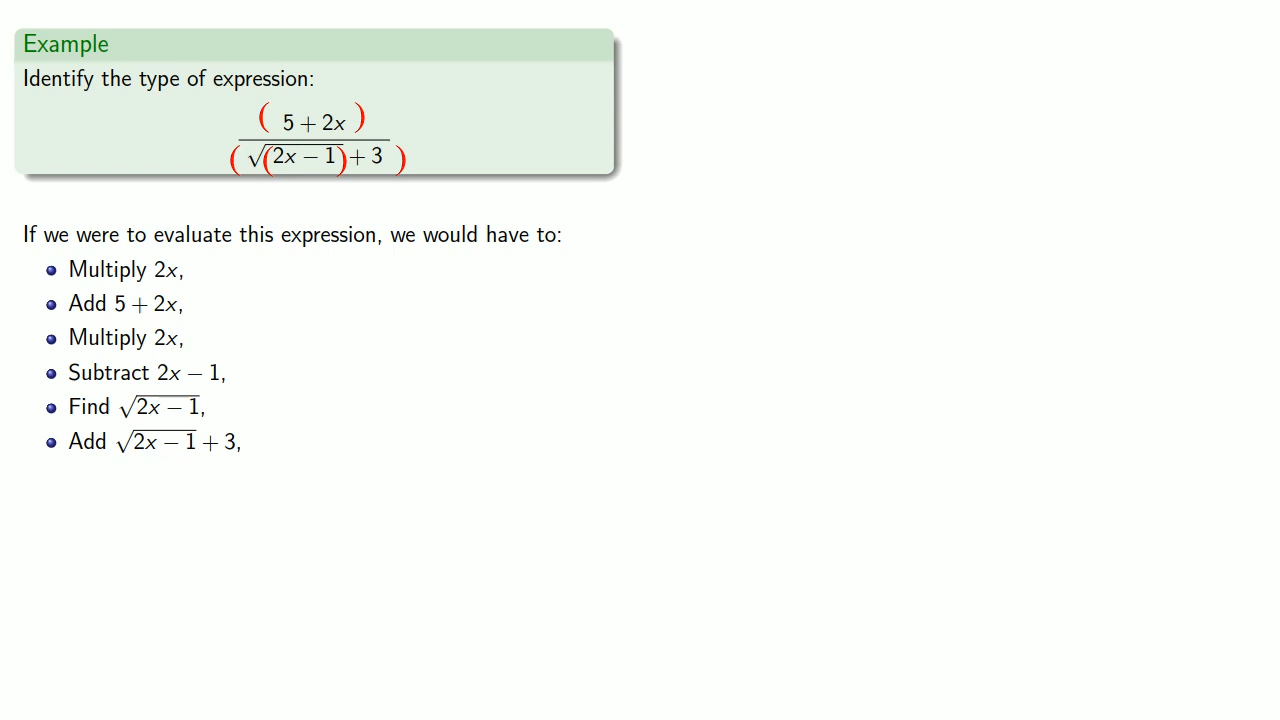 Example
Identify the type of expression:
( 5 + 2x )
( √(2x − 1) + 3 )
If we were to evaluate this expression, we would have to:
Multiply 2x,
Add 5 + 2x,
Multiply 2x,
Subtract 2x − 1,
Find √2x − 1,
Add √2x − 1 + 3,